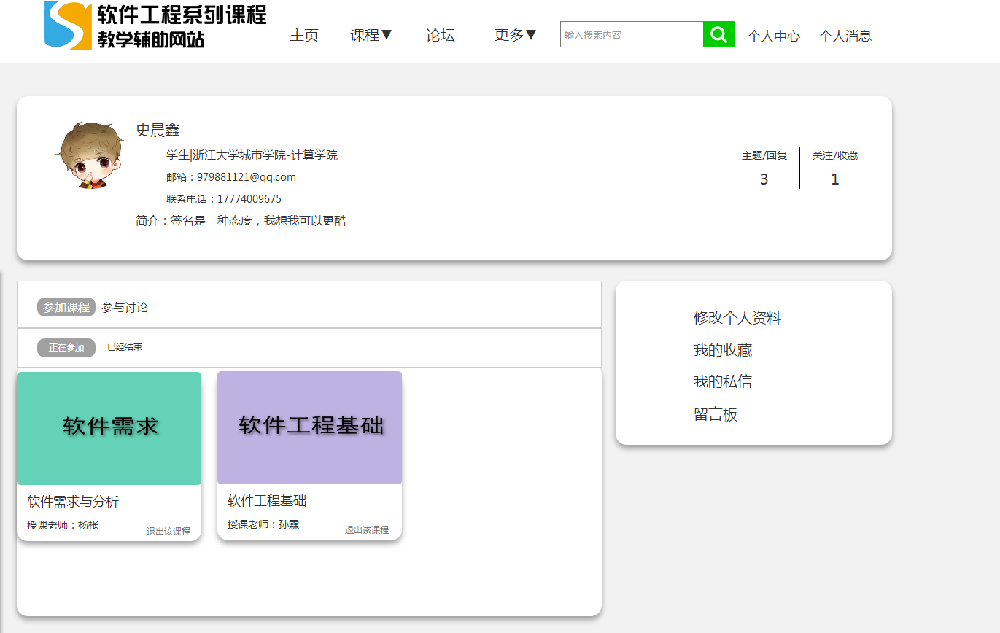 软件工程系列课程
教学辅助网站
主页 课程▼ 论坛 更多▼ 输入搜索内容 个人中心 个人消息
史晨鑫
学生|浙江大学城市学院-计算学院
邮箱：979881121@qq.com
联系电话：17774009675
简介：签名是一种态度，我想我可以更酷
主题/回复 关注/收藏
3 1
参加课程 参与讨论
正在参加 已经结束
软件需求 软件工程基础
软件需求与分析 软件工程基础
授课老师：杨枨 授课老师：孙霖
退出该课程 退出该课程
修改个人资料
我的收藏
我的私信
留言板